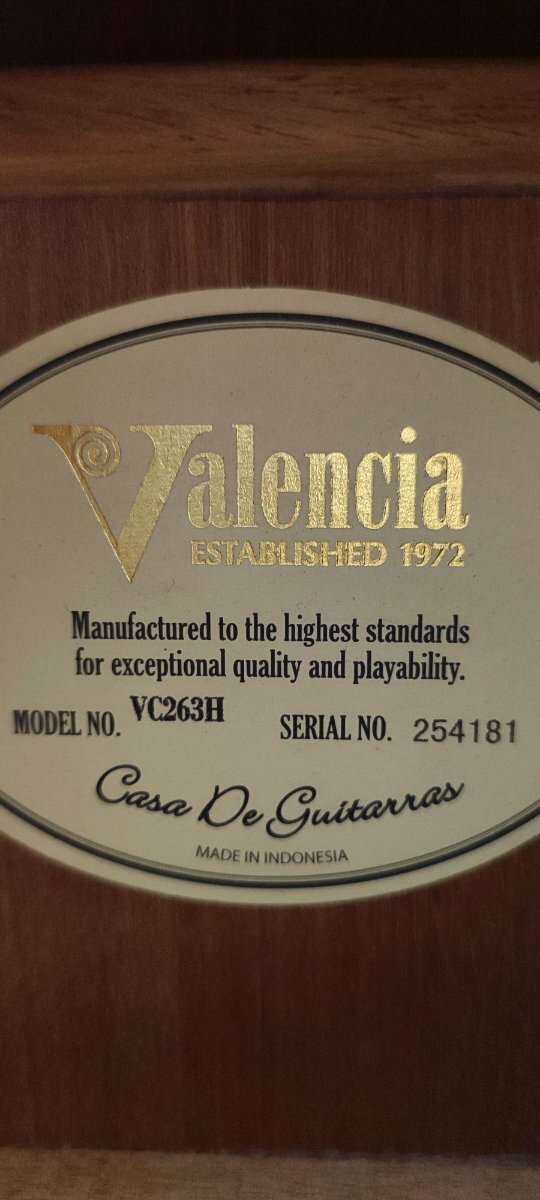 Valencia
ESTABLISHED 1972
Manufactured to the highest standards
for exceptional quality and playability.
MODEL NO. VC263H SERIAL NO. 254181
Casa De Guitarras
MADE IN INDONESIA